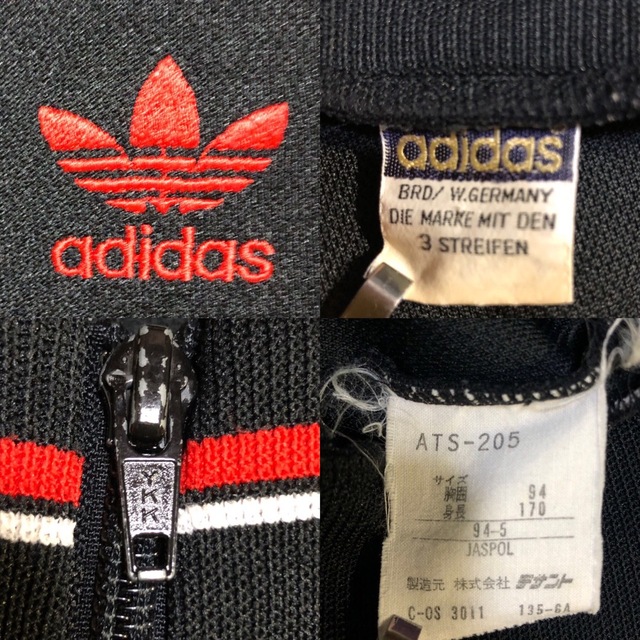 adidas
adidas
BRD/ W.GERMANY
DIE MARKE MIT DEN
3 STREIFEN
YKK
ATS-205
サイズ
胸囲 94
身長 170
94-5
JASPOL
製造元 株式会社 デサント
C-OS 3011 135-6A